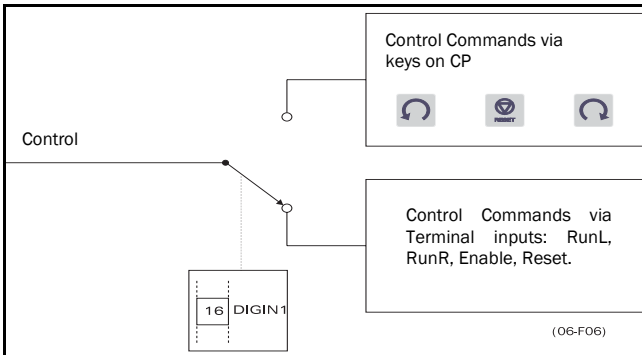 Control Commands via
keys on CP
RESET
Control
Control Commands via
Terminal inputs: RunL,
RunR, Enable, Reset.
16 DIGIN1
(06-F06)